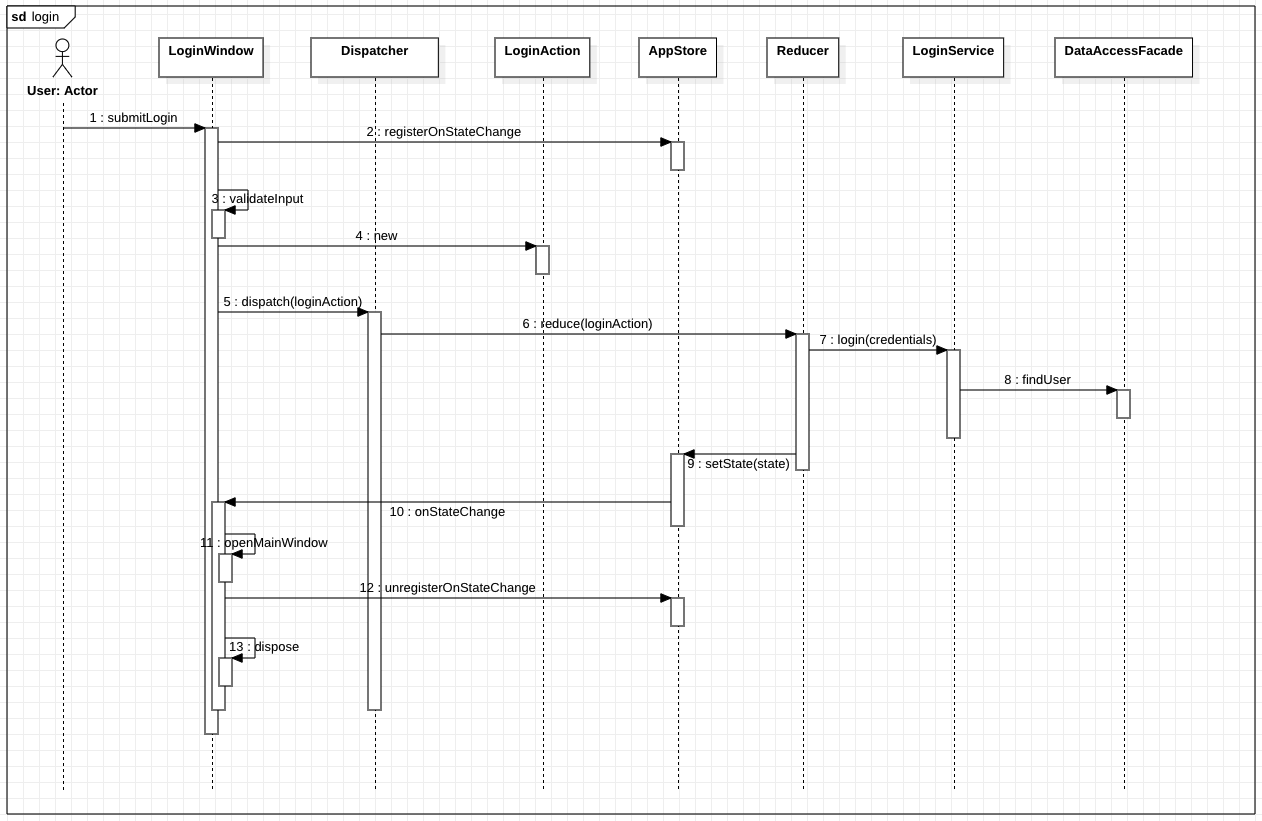 sd login
LoginWindow
Dispatcher
LoginAction
AppStore
Reducer
LoginService
DataAccessFacade
User: Actor
1 : submitLogin
2 : registerOnStateChange
3 : validateInput
4 : new
5 : dispatch(loginAction)
6 : reduce(loginAction)
7 : login(credentials)
8 : findUser
9 : setState(state)
10 : onStateChange
11 : openMainWindow
12 : unregisterOnStateChange
13 : dispose